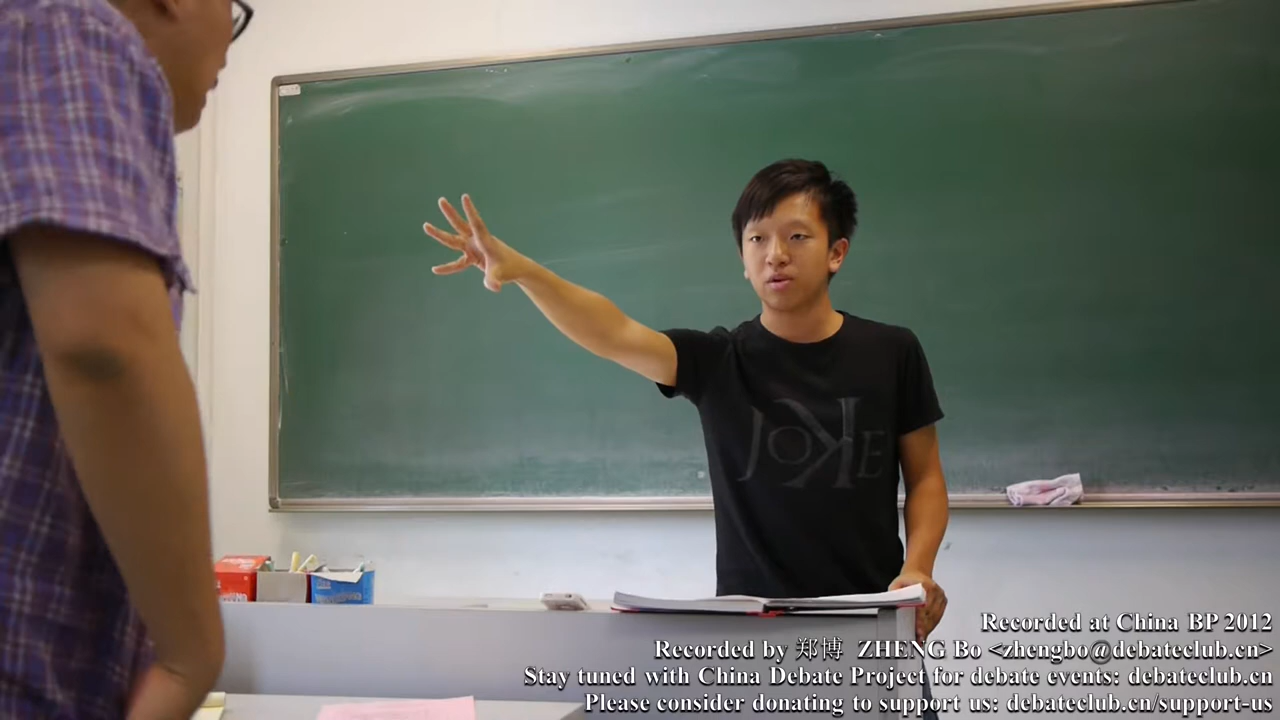 JOKE
Recorded at China BP 2012
Recorded by 郑博 ZHENG Bo <zhengbo@debateclub.cn>
Stay tuned with China Debate Project for debate events: debateclub.cn
Please consider donating to support us: debateclub.cn/support-us